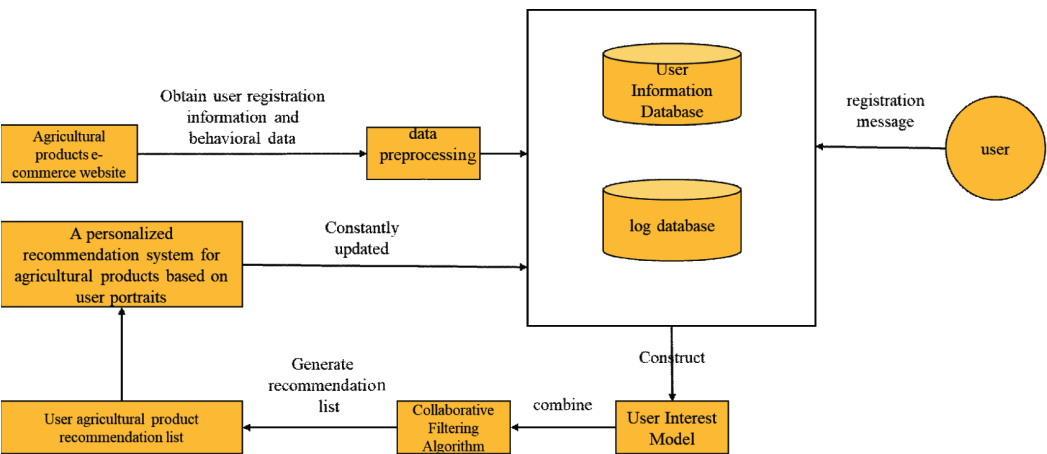 Obtain user registration
information and
behavioral data
Agricultural
products e-
commerce website
data
preprocessing
User
Information
Database
log database
registration
message
user
A personalized
recommendation system for
agricultural products based on
user portraits
Constantly
updated
Construct
User Interest
Model
combine
Collaborative
Filtering
Algorithm
Generate
recommendation
list
User agricultural product
recommendation list